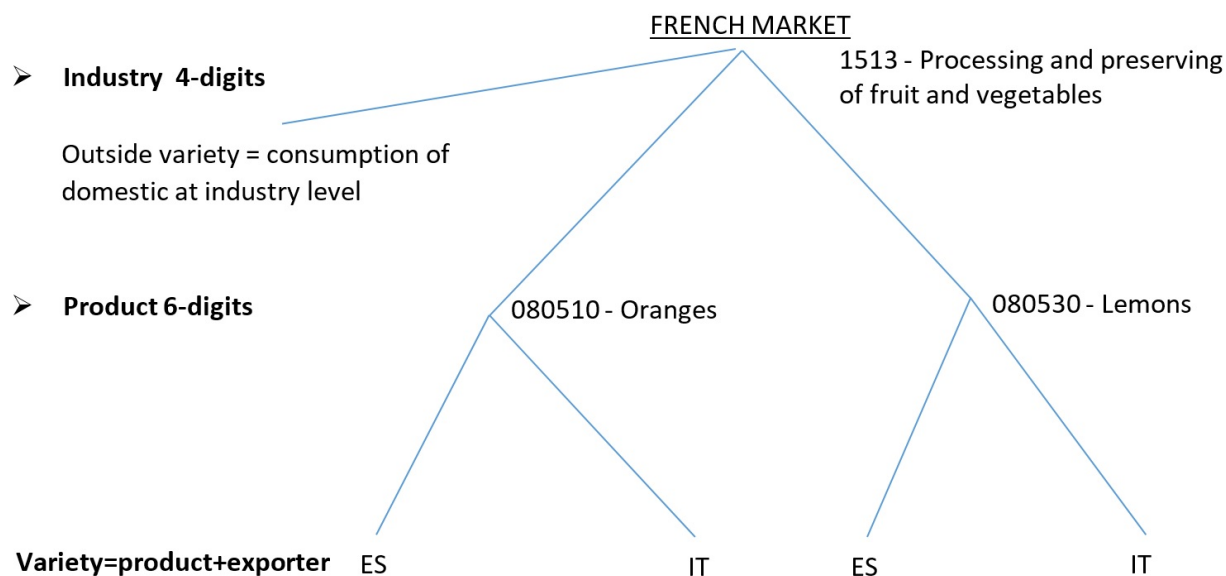 FRENCH MARKET
➢ Industry 4-digits
1513 - Processing and preserving
of fruit and vegetables
Outside variety = consumption of
domestic at industry level
➢ Product 6-digits
080510 - Oranges
080530 - Lemons
Variety=product+exporter ES IT ES IT